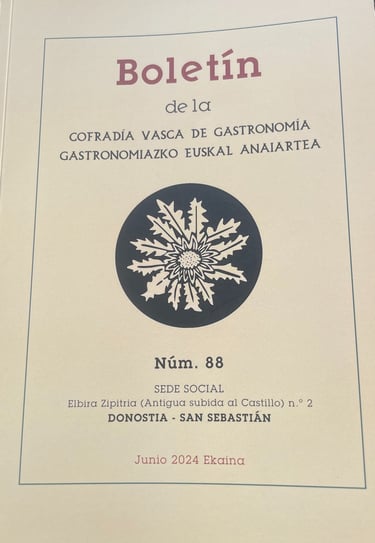 Boletín
de la
COFRADÍA VASCA DE GASTRONOMÍA
GASTRONOMIAZKO EUSKAL ANAIARTEA
Núm. 88
SEDE SOCIAL
Elbira Zipitria (Antigua subida al Castillo) n.º 2
DONOSTIA - SAN SEBASTIÁN
Junio 2024 Ekaina